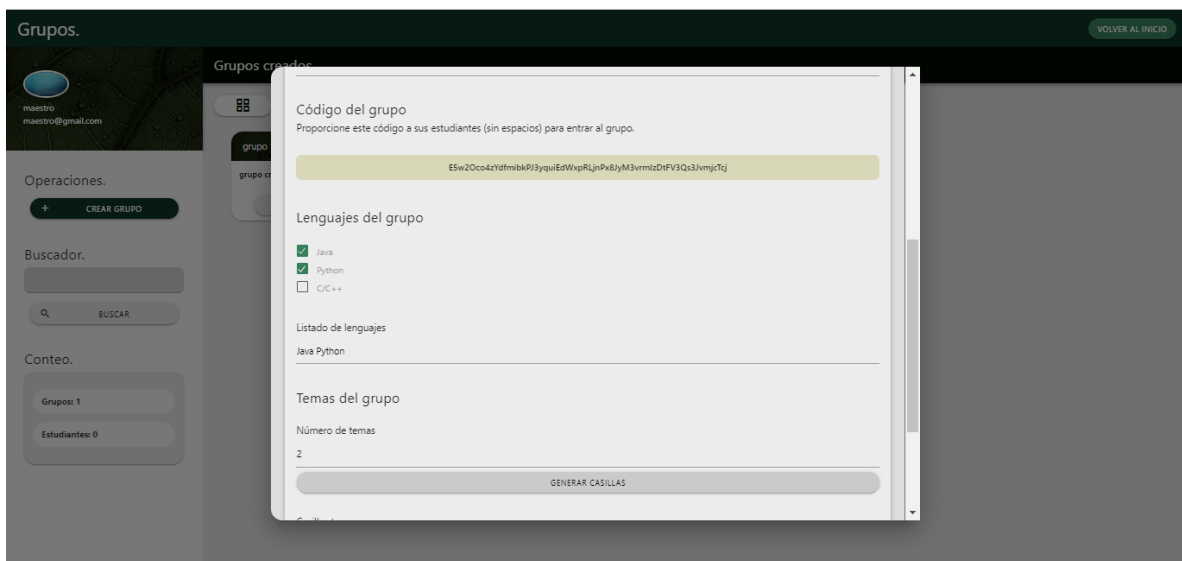 Grupos.
VOLVER AL INICIO
maestro
maestro@gmail.com
Operaciones.
+ CREAR GRUPO
Buscador.
BUSCAR
Conteo.
Grupos: 1
Estudiantes: 0
Grupos creados
grupo
grupo
Código del grupo
Proporcione este código a sus estudiantes (sin espacios) para entrar al grupo.
Lenguajes del grupo
Java
Python
C/C++
Listado de lenguajes
Java Python
Temas del grupo
Número de temas
2
GENERAR CASILLAS